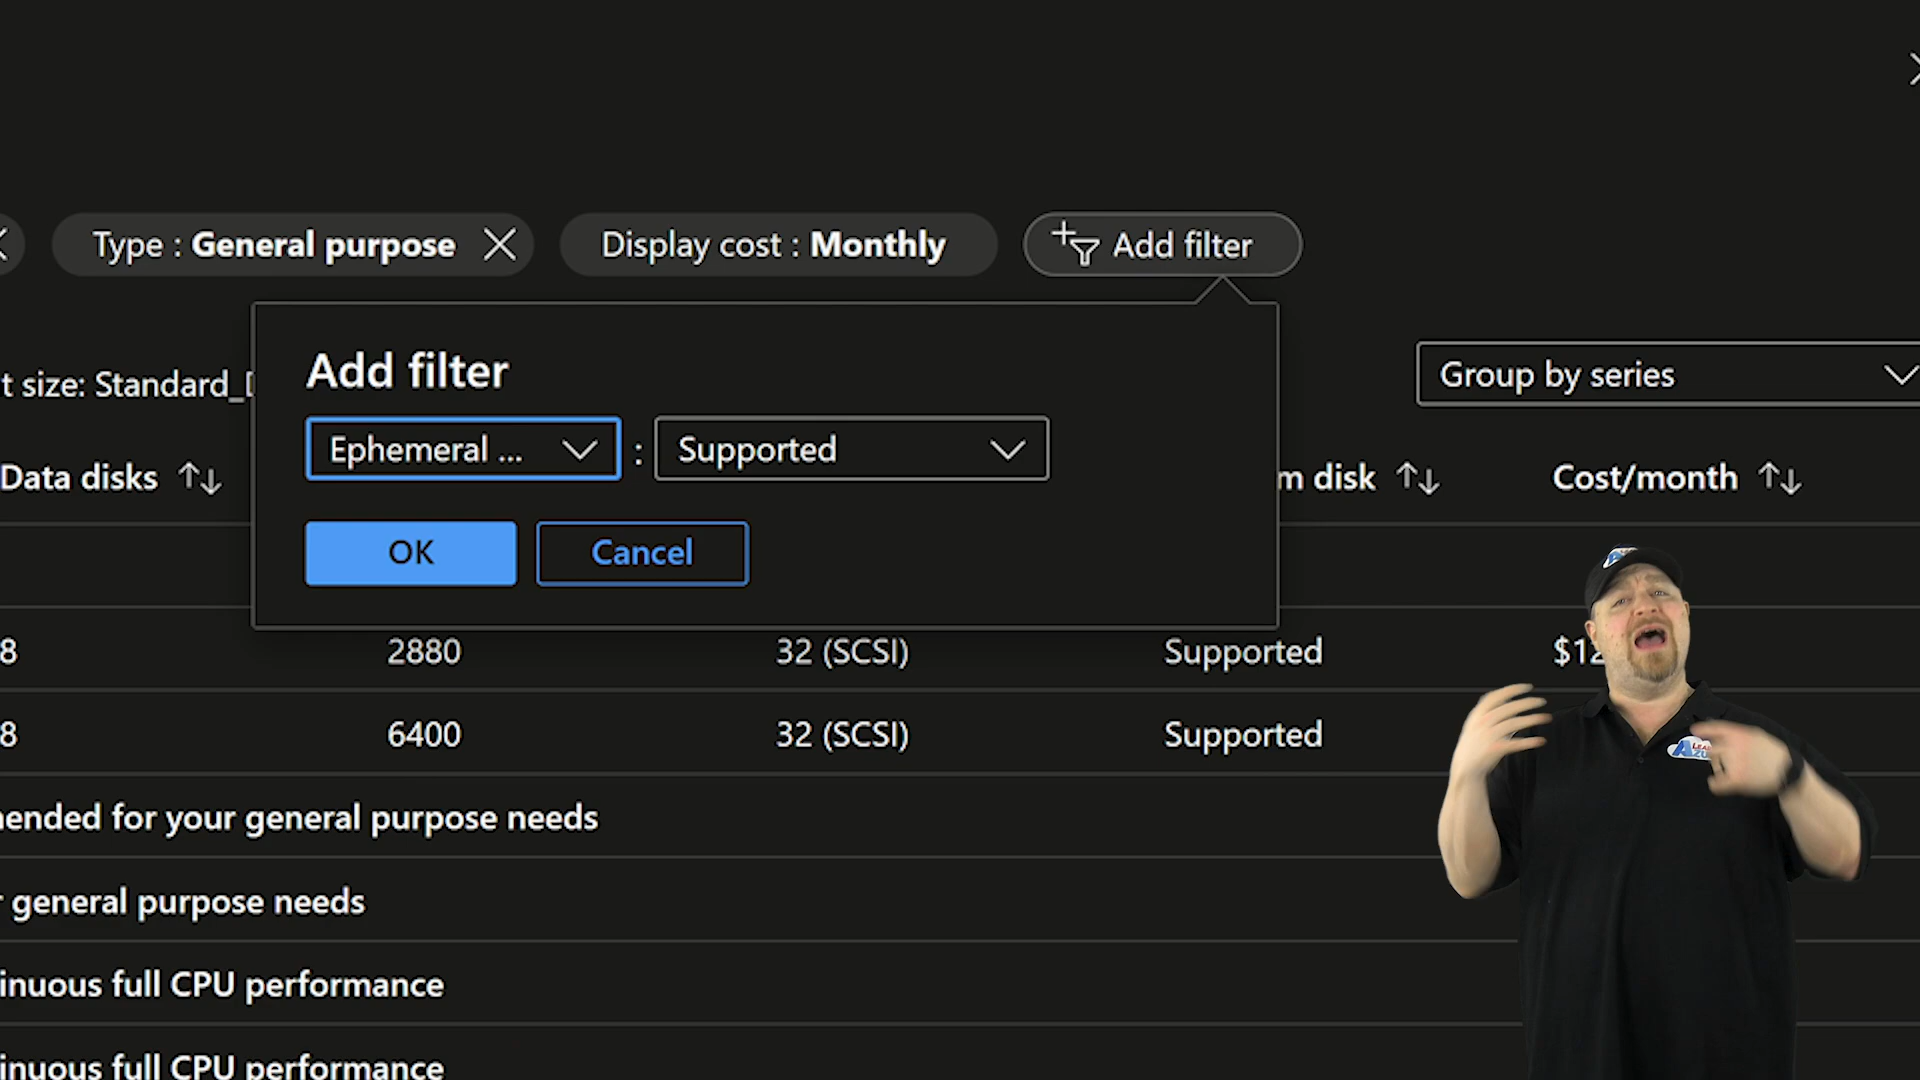 Type : General purpose
Display cost : Monthly
Add filter
Add filter
t size: Standard_D
Group by series
Ephemeral ...
:
Supported
Data disks
m disk
Cost/month
OK
Cancel
8
2880
32 (SCSI)
Supported
$12
8
6400
32 (SCSI)
Supported
ended for your general purpose needs
r general purpose needs
inuous full CPU performance
inuous full CPU performance